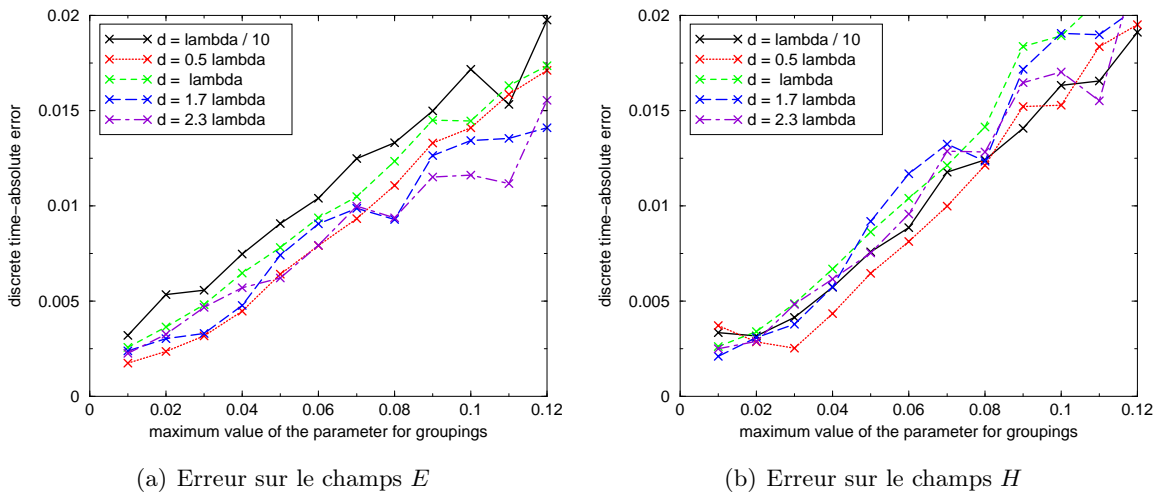 0.02
0.015
0.01
0.005
0
discrete time−absolute error
d = lambda / 10
d = 0.5 lambda
d = lambda
d = 1.7 lambda
d = 2.3 lambda
0 0.02 0.04 0.06 0.08 0.1 0.12
maximum value of the parameter for groupings
(a) Erreur sur le champs E
0.02
0.015
0.01
0.005
0
discrete time−absolute error
d = lambda / 10
d = 0.5 lambda
d = lambda
d = 1.7 lambda
d = 2.3 lambda
0 0.02 0.04 0.06 0.08 0.1 0.12
maximum value of the parameter for groupings
(b) Erreur sur le champs H